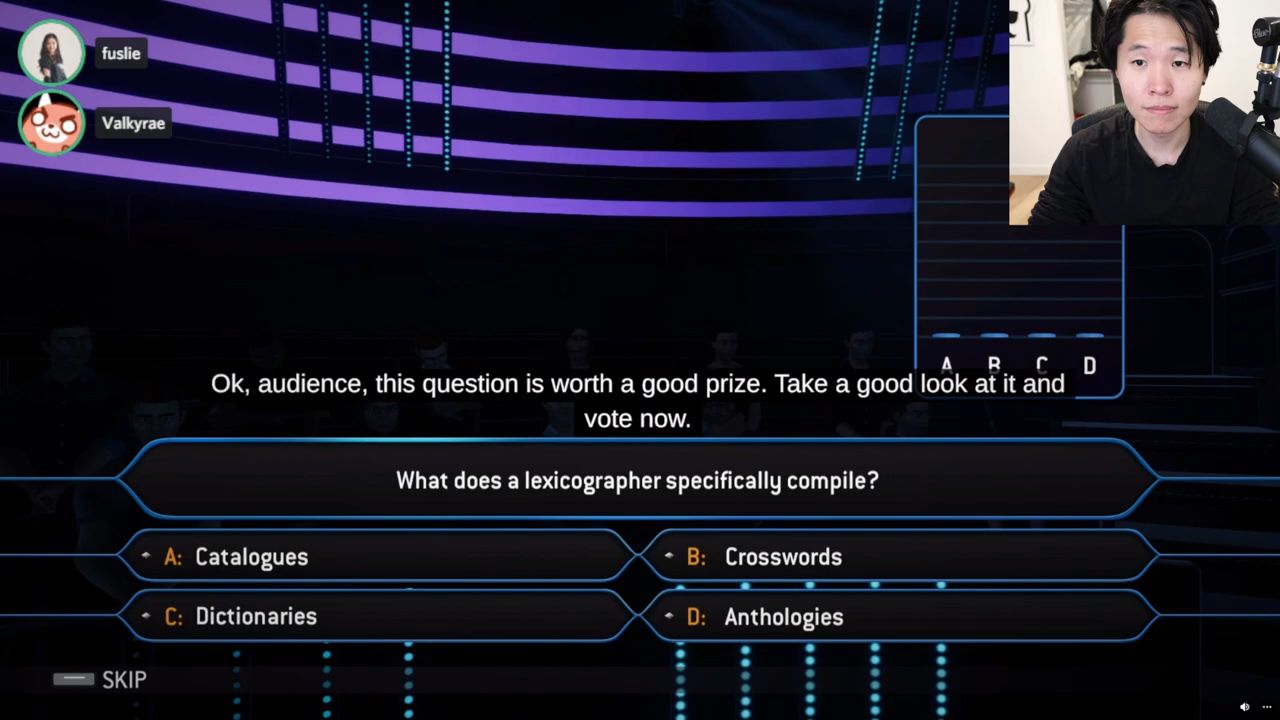 fuslie
Valkyrae
A B C D
Ok, audience, this question is worth a good prize. Take a good look at it and
vote now.
What does a lexicographer specifically compile?
A: Catalogues
B: Crosswords
C: Dictionaries
D: Anthologies
SKIP